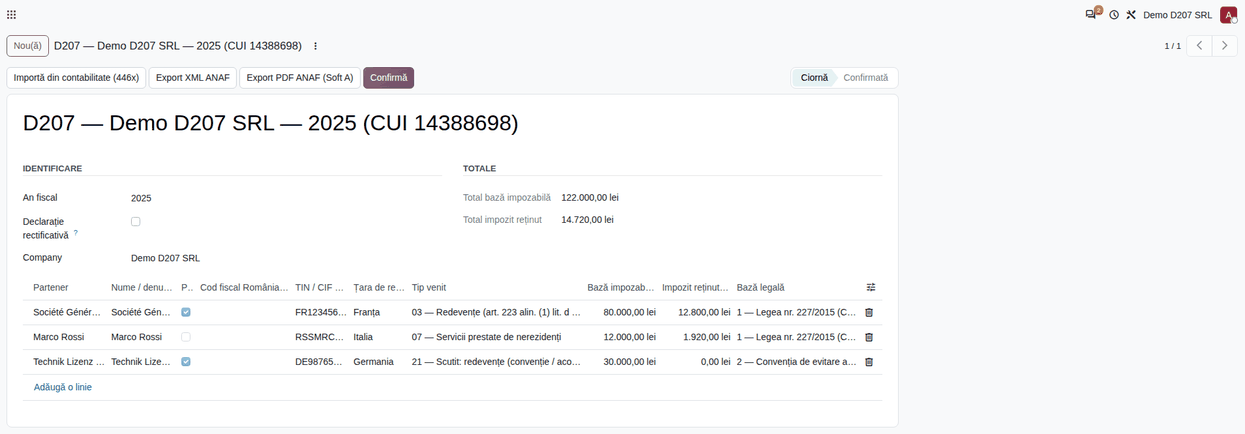 2
Demo D207 SRL
A
Nou(ă)
D207 — Demo D207 SRL — 2025 (CUI 14388698)
1 / 1
Importă din contabilitate (446x)
Export XML ANAF
Export PDF ANAF (Soft A)
Confirmă
Ciornă
Confirmată
D207 — Demo D207 SRL — 2025 (CUI 14388698)
IDENTIFICARE
TOTALE
An fiscal 2025
Total bază impozabilă 122.000,00 lei
Declarație
rectificativă ?
Total impozit reținut 14.720,00 lei
Company Demo D207 SRL
Partener Nume / denu... P.. Cod fiscal România... TIN / CIF ... Țara de re... Tip venit Bază impozab... Impozit reținut... Bază legală
Société Génér... Société Gén... FR123456... Franța 03 — Redevențe (art. 223 alin. (1) lit. d ... 80.000,00 lei 12.800,00 lei 1 — Legea nr. 227/2015 (C...
Marco Rossi Marco Rossi RSSMRC... Italia 07 — Servicii prestate de nerezidenți 12.000,00 lei 1.920,00 lei 1 — Legea nr. 227/2015 (C...
Technik Lizenz ... Technik Lize... DE98765... Germania 21 — Scutit: redevențe (convenție / aco... 30.000,00 lei 0,00 lei 2 — Convenția de evitare a...
Adăugă o linie